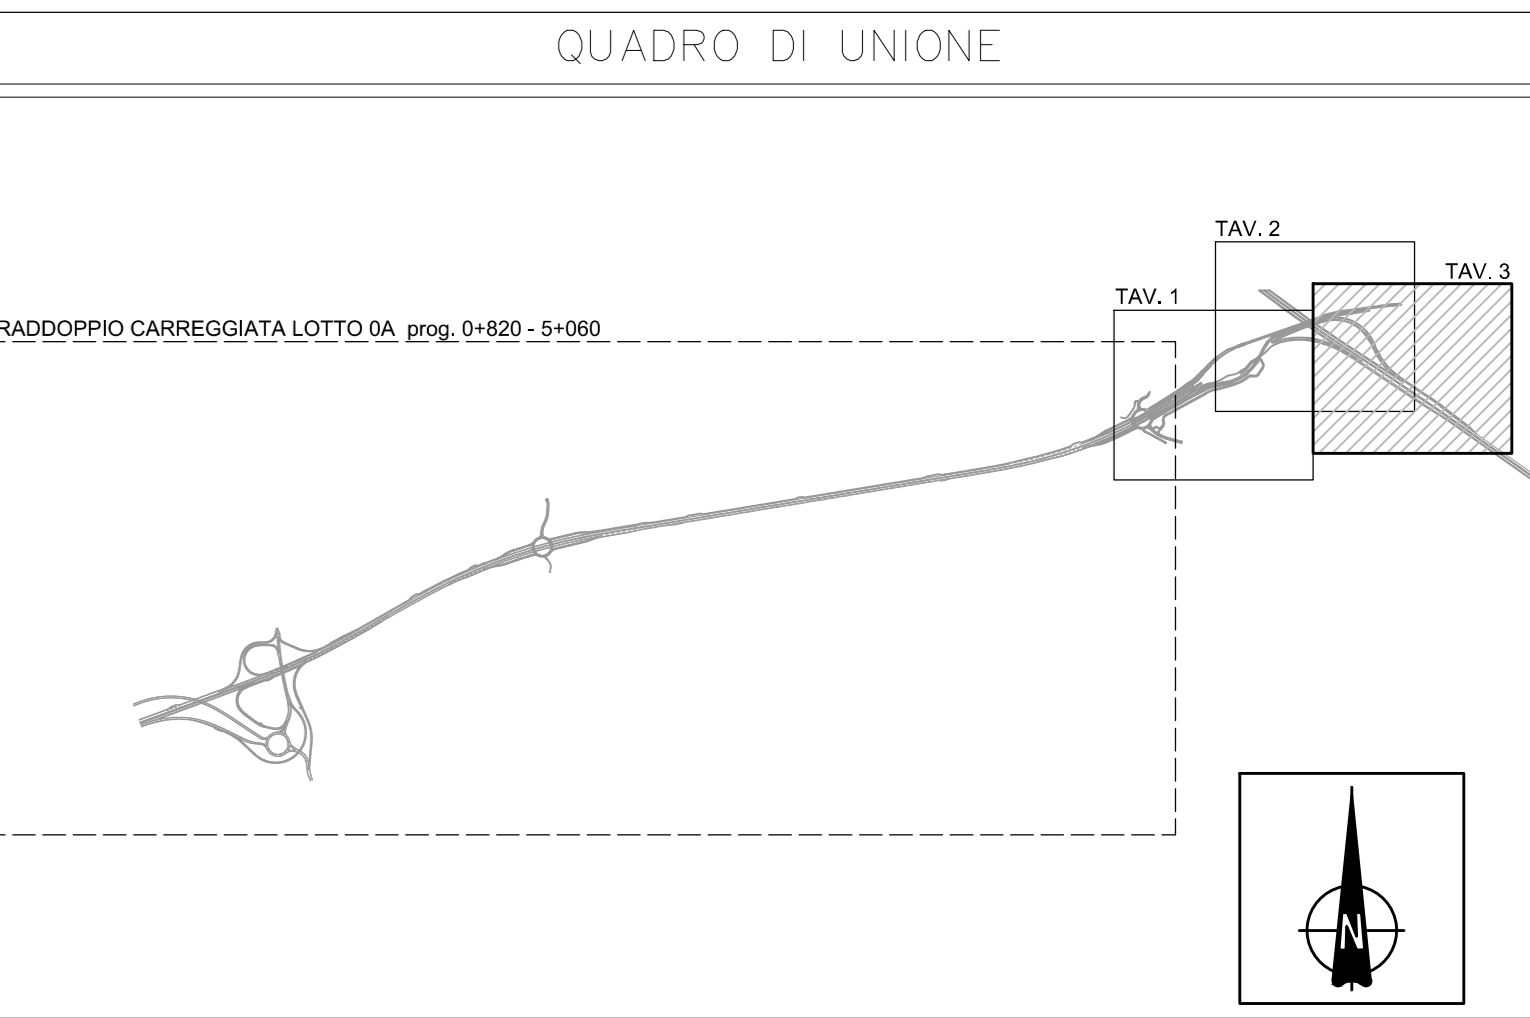 QUADRO DI UNIONE
TAV. 2
TAV. 3
TAV. 1
RADDOPPIO CARREGGIATA LOTTO 0A prog. 0+820 - 5+060
N